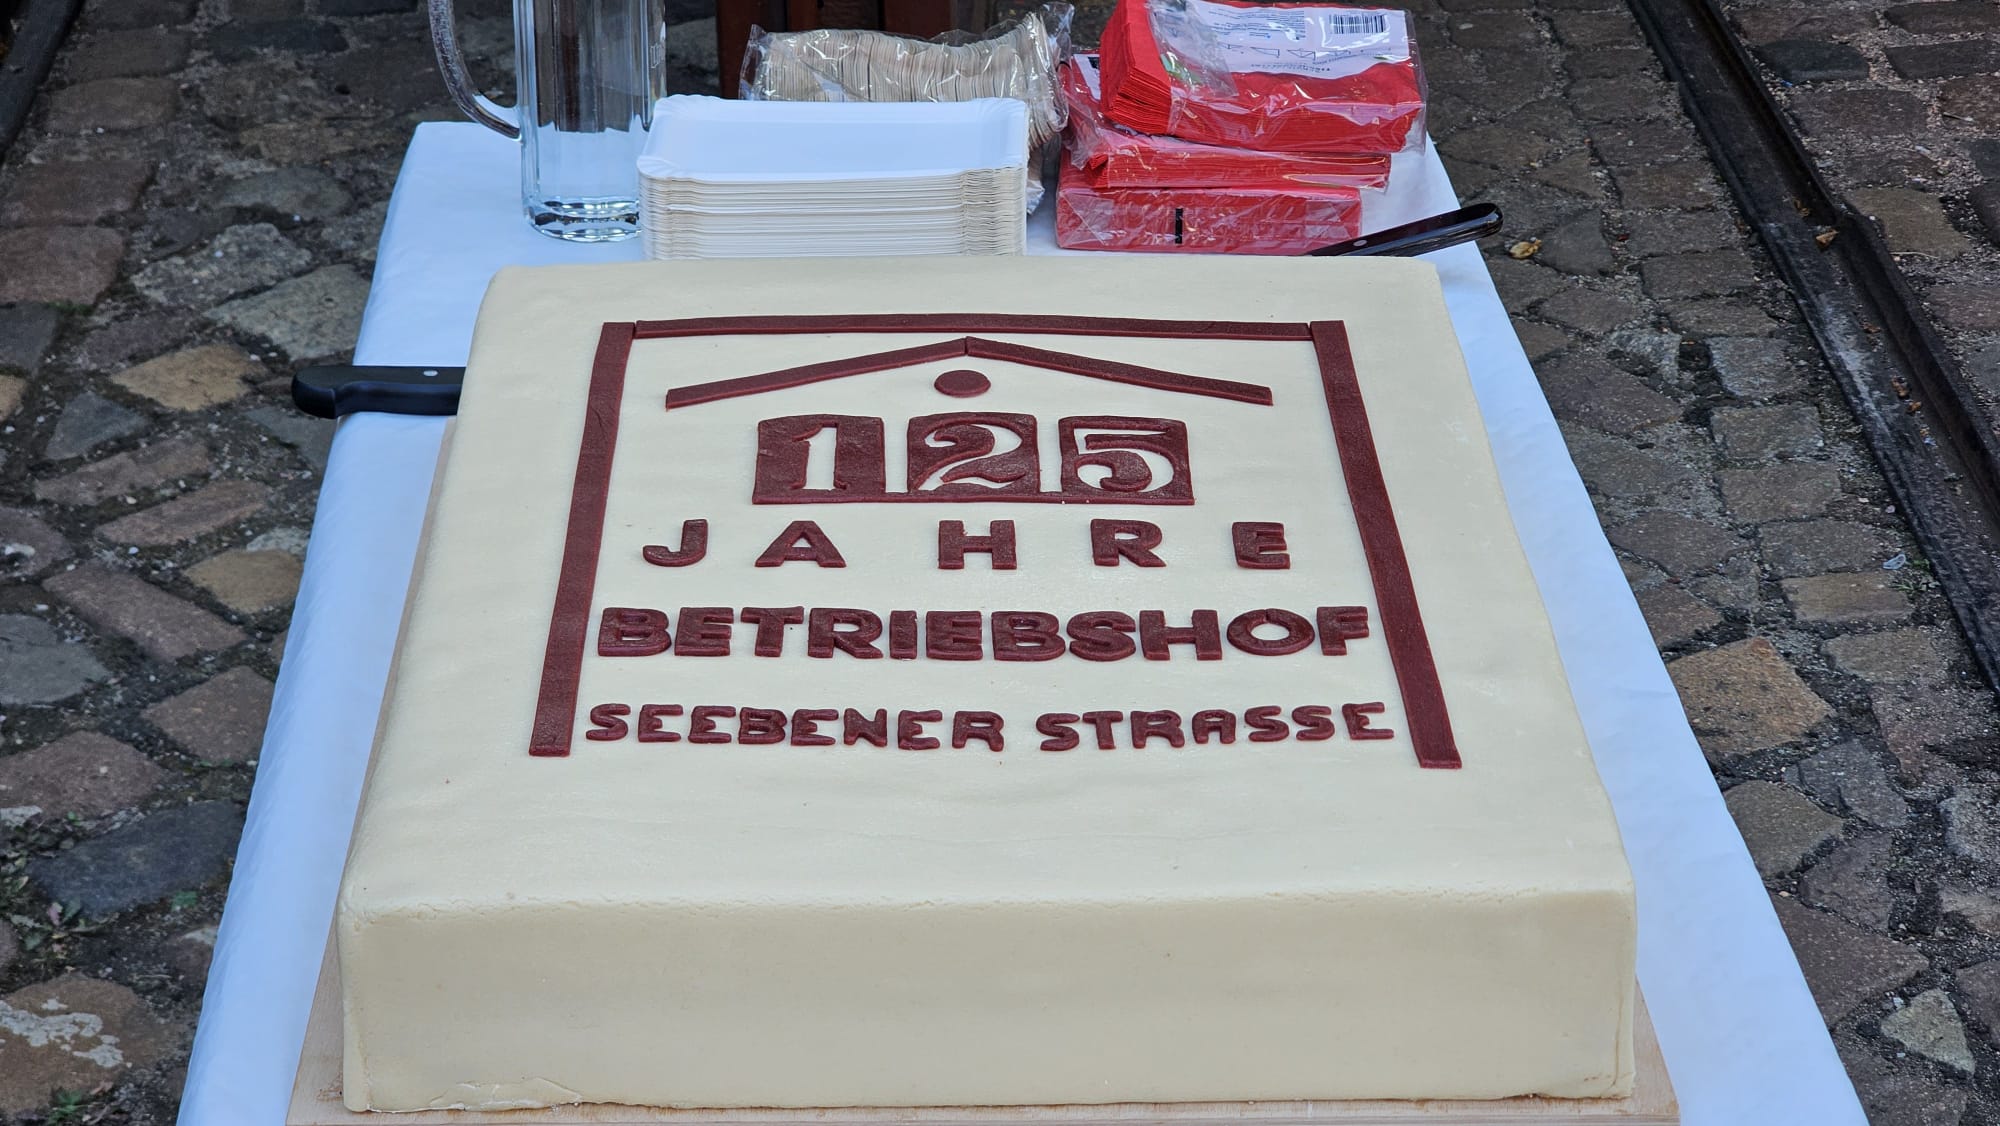 125
JAHRE
BETRIEBSHOF
SEEBENER STRASSE